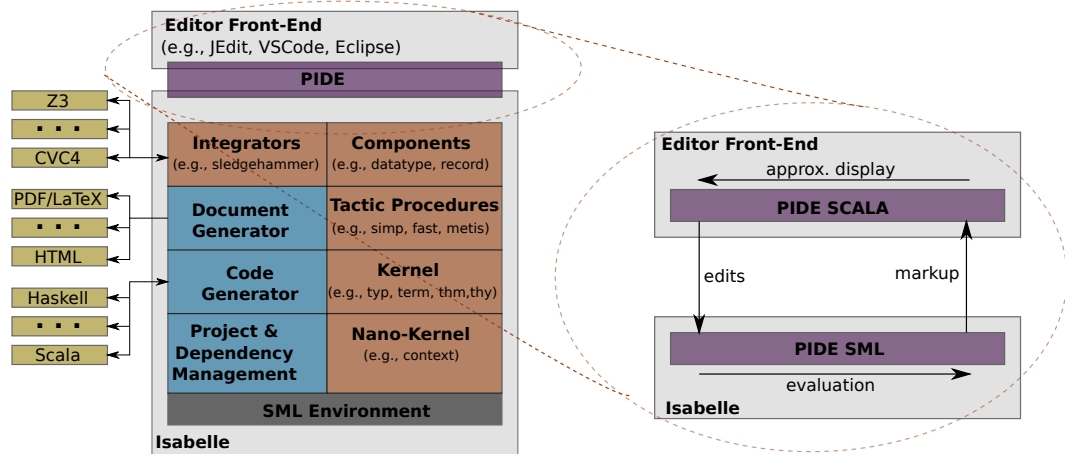 Editor Front-End
(e.g., JEdit, VSCode, Eclipse)
PIDE
Z3
. . .
CVC4
PDF/LaTeX
. . .
HTML
Haskell
. . .
Scala
Integrators
(e.g., sledgehammer)
Components
(e.g., datatype, record)
Document
Generator
Tactic Procedures
(e.g., simp, fast, metis)
Code
Generator
Kernel
(e.g., typ, term, thm,thy)
Project &
Dependency
Management
Nano-Kernel
(e.g., context)
SML Environment
Isabelle
Editor Front-End
approx. display
PIDE SCALA
edits
markup
PIDE SML
evaluation
Isabelle